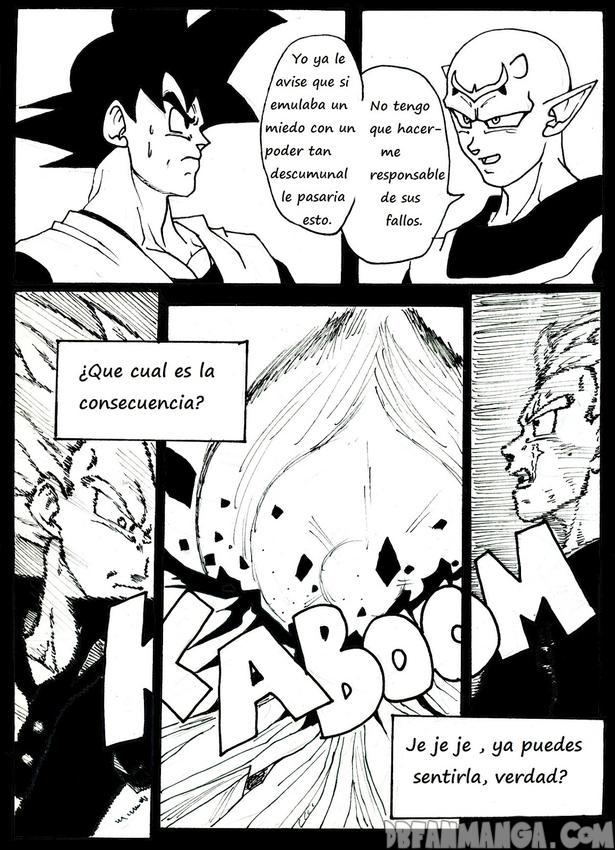 Yo ya le
avise que si
emulaba un
miedo con un
poder tan
descumunal
le pasaria
esto.
No tengo
que hacer-
me
responsable
de sus
fallos.
¿Que cual es la
consecuencia?
KABOOM
Je je je , ya puedes
sentirla, verdad?
DBFANMANGA.COM